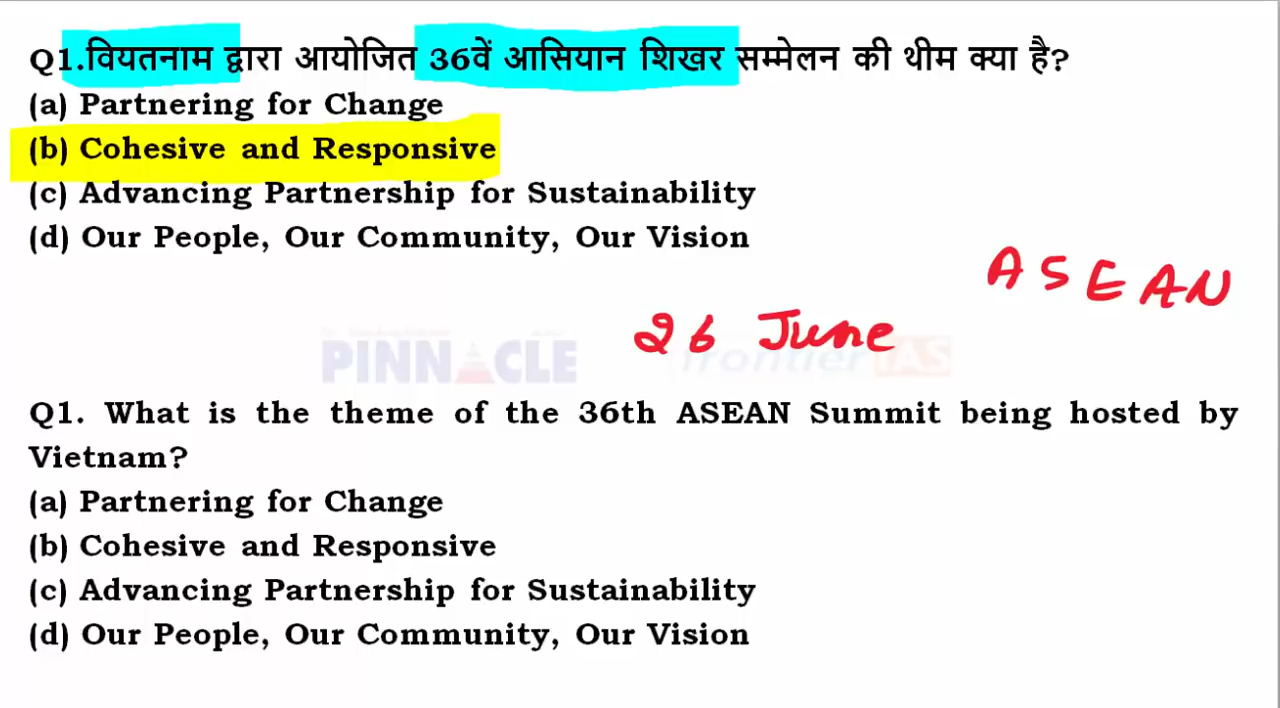 Q1.वियतनाम द्वारा आयोजित 36वें आसियान शिखर सम्मेलन की थीम क्या है?
(a) Partnering for Change
(b) Cohesive and Responsive
(c) Advancing Partnership for Sustainability
(d) Our People, Our Community, Our Vision
ASEAN
26 June
PINNACLE frontier IAS
Q1. What is the theme of the 36th ASEAN Summit being hosted by
Vietnam?
(a) Partnering for Change
(b) Cohesive and Responsive
(c) Advancing Partnership for Sustainability
(d) Our People, Our Community, Our Vision